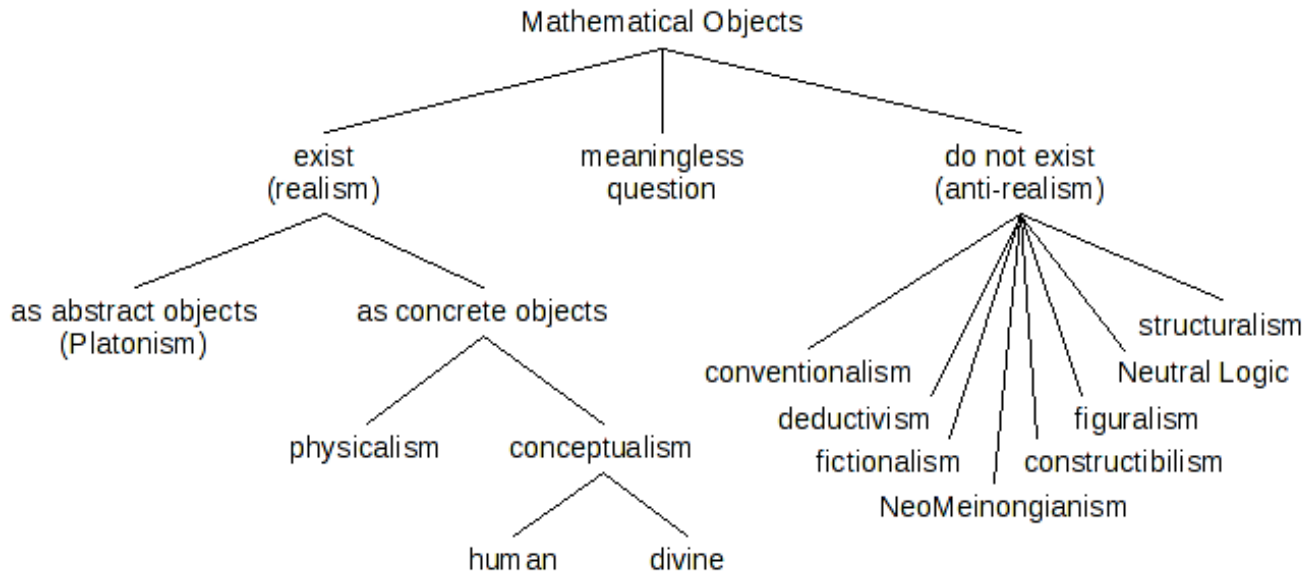 Mathematical Objects
exist
(realism)
meaningless
question
do not exist
(anti-realism)
as abstract objects
(Platonism)
as concrete objects
structuralism
conventionalism
Neutral Logic
deductivism
figuralism
physicalism
conceptualism
fictionalism
constructibilism
NeoMeinongianism
human
divine